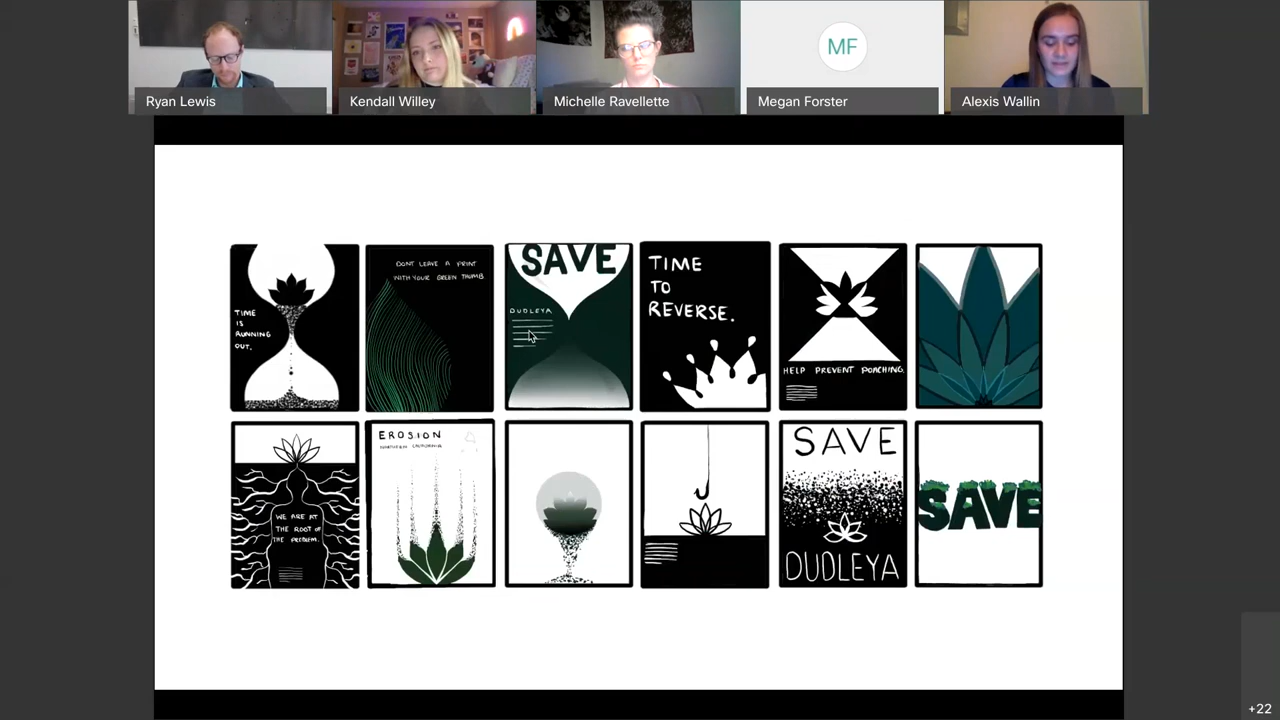 MF
Ryan Lewis
Kendall Willey
Michelle Ravellette
Megan Forster
Alexis Wallin
TIME
IS
RUNNING
OUT.
DONT LEAVE A PRINT
WITH YOUR GREEN THUMB.
SAVE
DUDLEYA
TIME
TO
REVERSE.
HELP PREVENT POACHING.
WE ARE AT
THE ROOT OF
THE PROBLEM.
EROSION
NORTHERN CALIFORNIA
SAVE
DUDLEYA
SAVE
+22